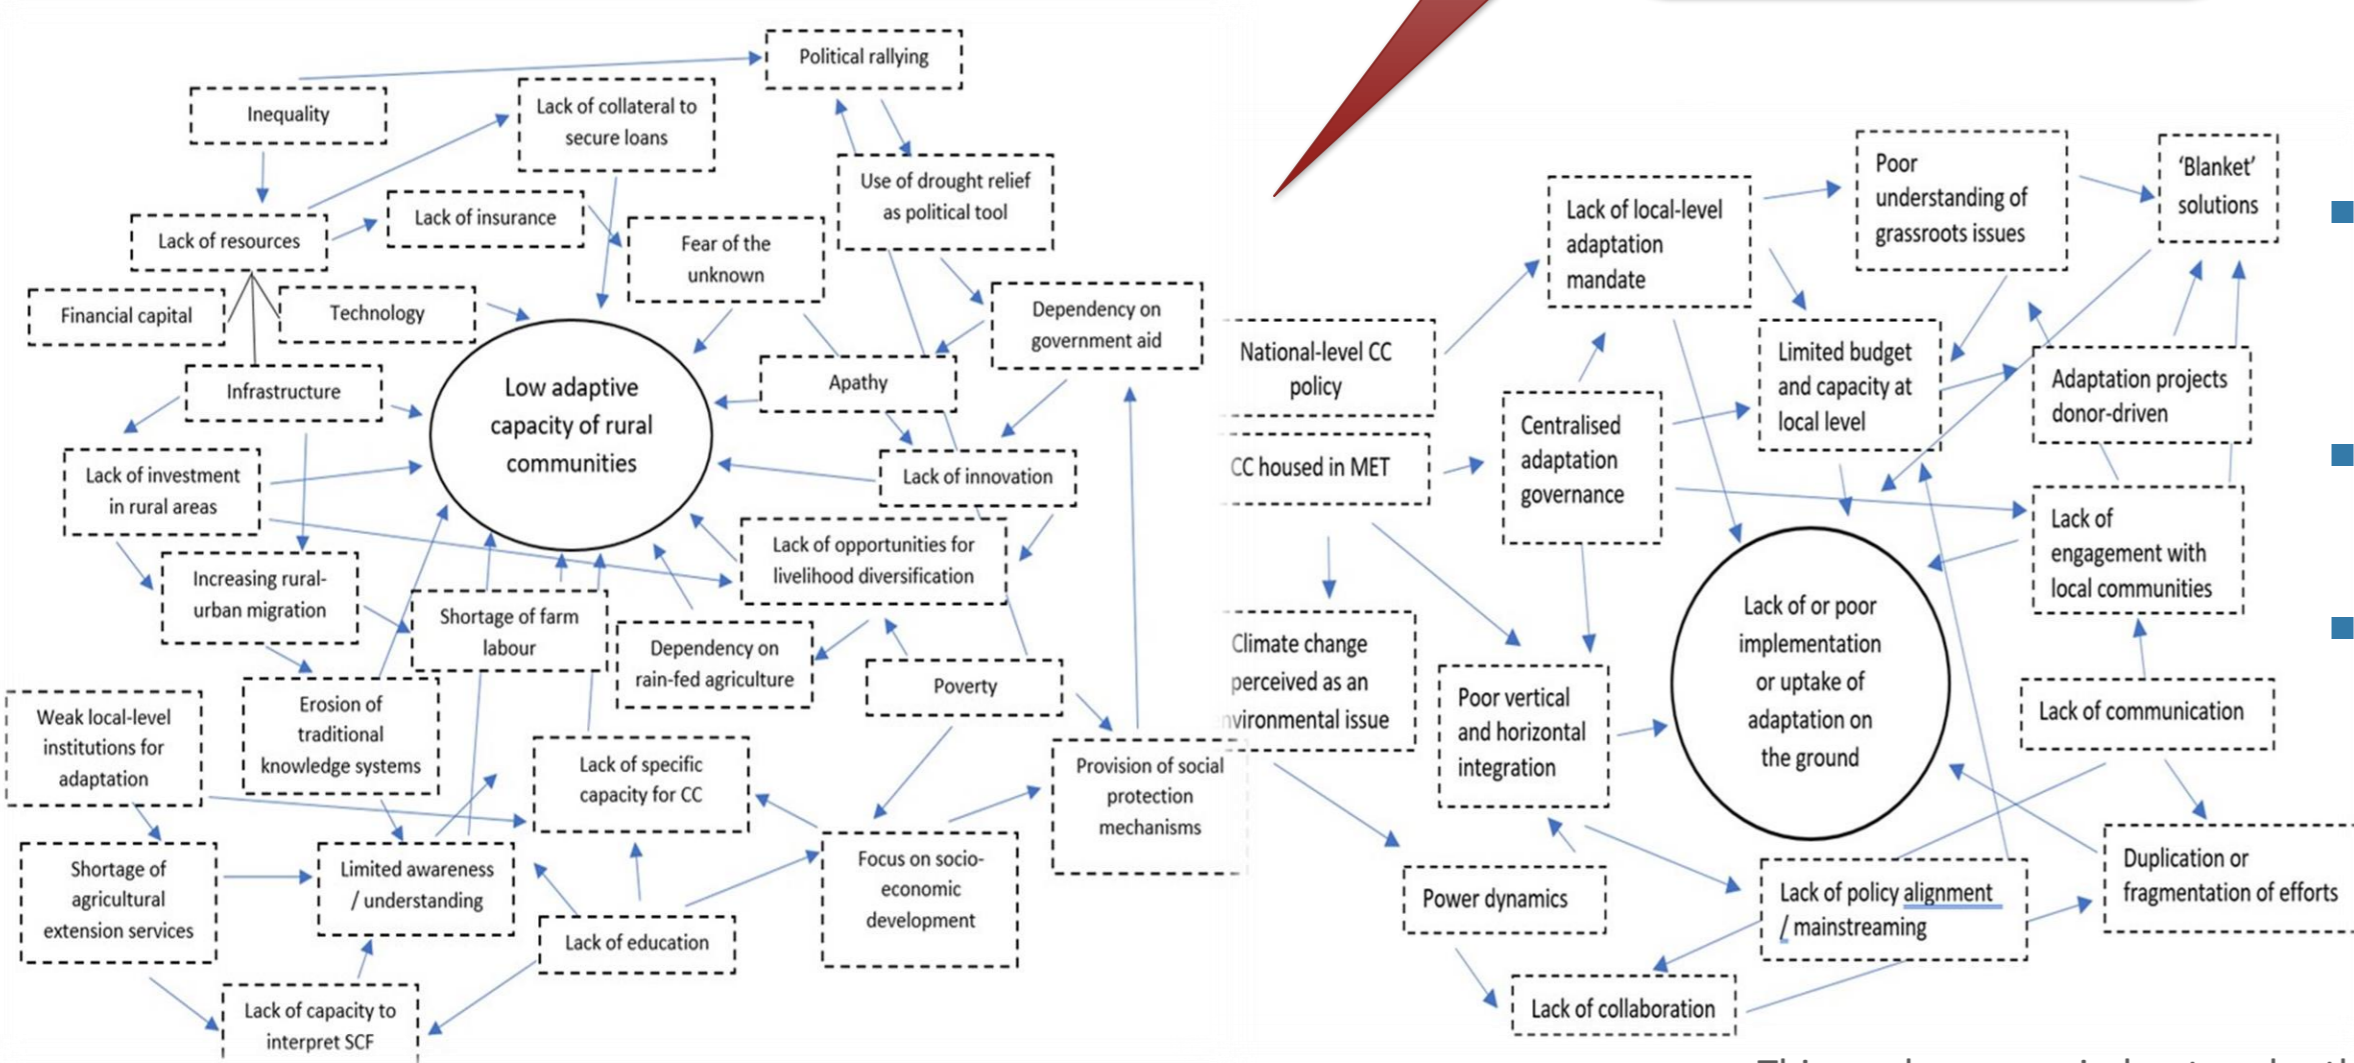 Political rallying
Inequality
Lack of collateral to
secure loans
Use of drought relief
as political tool
Lack of resources
Lack of insurance
Fear of the
unknown
Financial capital
Technology
Dependency on
government aid
Infrastructure
Low adaptive
capacity of rural
communities
Apathy
Lack of investment
in rural areas
Lack of innovation
Increasing rural-
urban migration
Lack of opportunities for
livelihood diversification
Shortage of farm
labour
Dependency on
rain-fed agriculture
Poverty
Weak local-level
institutions for
adaptation
Erosion of
traditional
knowledge systems
Lack of specific
capacity for CC
Provision of social
protection
mechanisms
Shortage of
agricultural
extension services
Limited awareness
/ understanding
Focus on socio-
economic
development
Lack of education
Lack of capacity to
interpret SCF
Poor
understanding of
grassroots issues
'Blanket'
solutions
Lack of local-level
adaptation
mandate
National-level CC
policy
Limited budget
and capacity at
local level
Adaptation projects
donor-driven
Centralised
adaptation
governance
CC housed in MET
Lack of
engagement with
local communities
Climate change
perceived as an
nvironmental issue
Poor vertical
and horizontal
integration
Lack of or poor
implementation
or uptake of
adaptation on
the ground
Lack of communication
Power dynamics
Lack of policy alignment
/ mainstreaming
Duplication or
fragmentation of efforts
Lack of collaboration